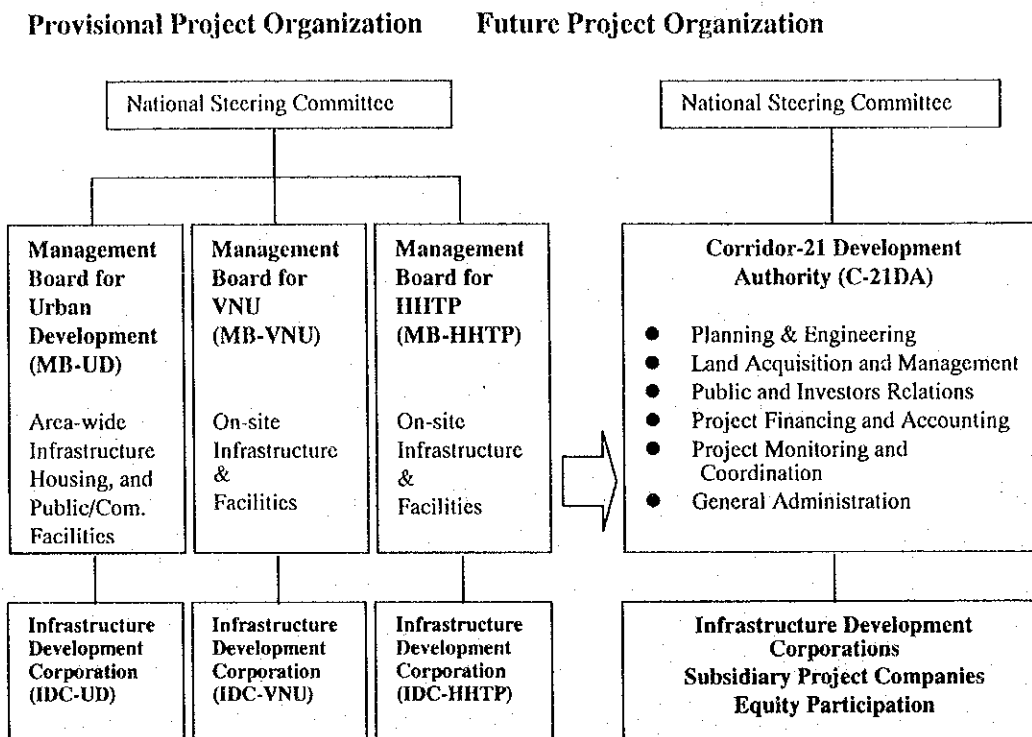 Provisional Project Organization
Future Project Organization
National Steering Committee
National Steering Committee
Management
Board for
Urban
Development
(MB-UD)
Area-wide
Infrastructure
Housing, and
Public/Com.
Facilities
Management
Board for
VNU
(MB-VNU)
On-site
Infrastructure
&
Facilities
Management
Board for
HHTP
(MB-HHTP)
On-site
Infrastructure
&
Facilities
Corridor-21 Development
Authority (C-21DA)
● Planning & Engineering
● Land Acquisition and Management
● Public and Investors Relations
● Project Financing and Accounting
● Project Monitoring and
Coordination
● General Administration
Infrastructure
Development
Corporation
(IDC-UD)
Infrastructure
Development
Corporation
(IDC-VNU)
Infrastructure
Development
Corporation
(IDC-HHTP)
Infrastructure Development
Corporations
Subsidiary Project Companies
Equity Participation